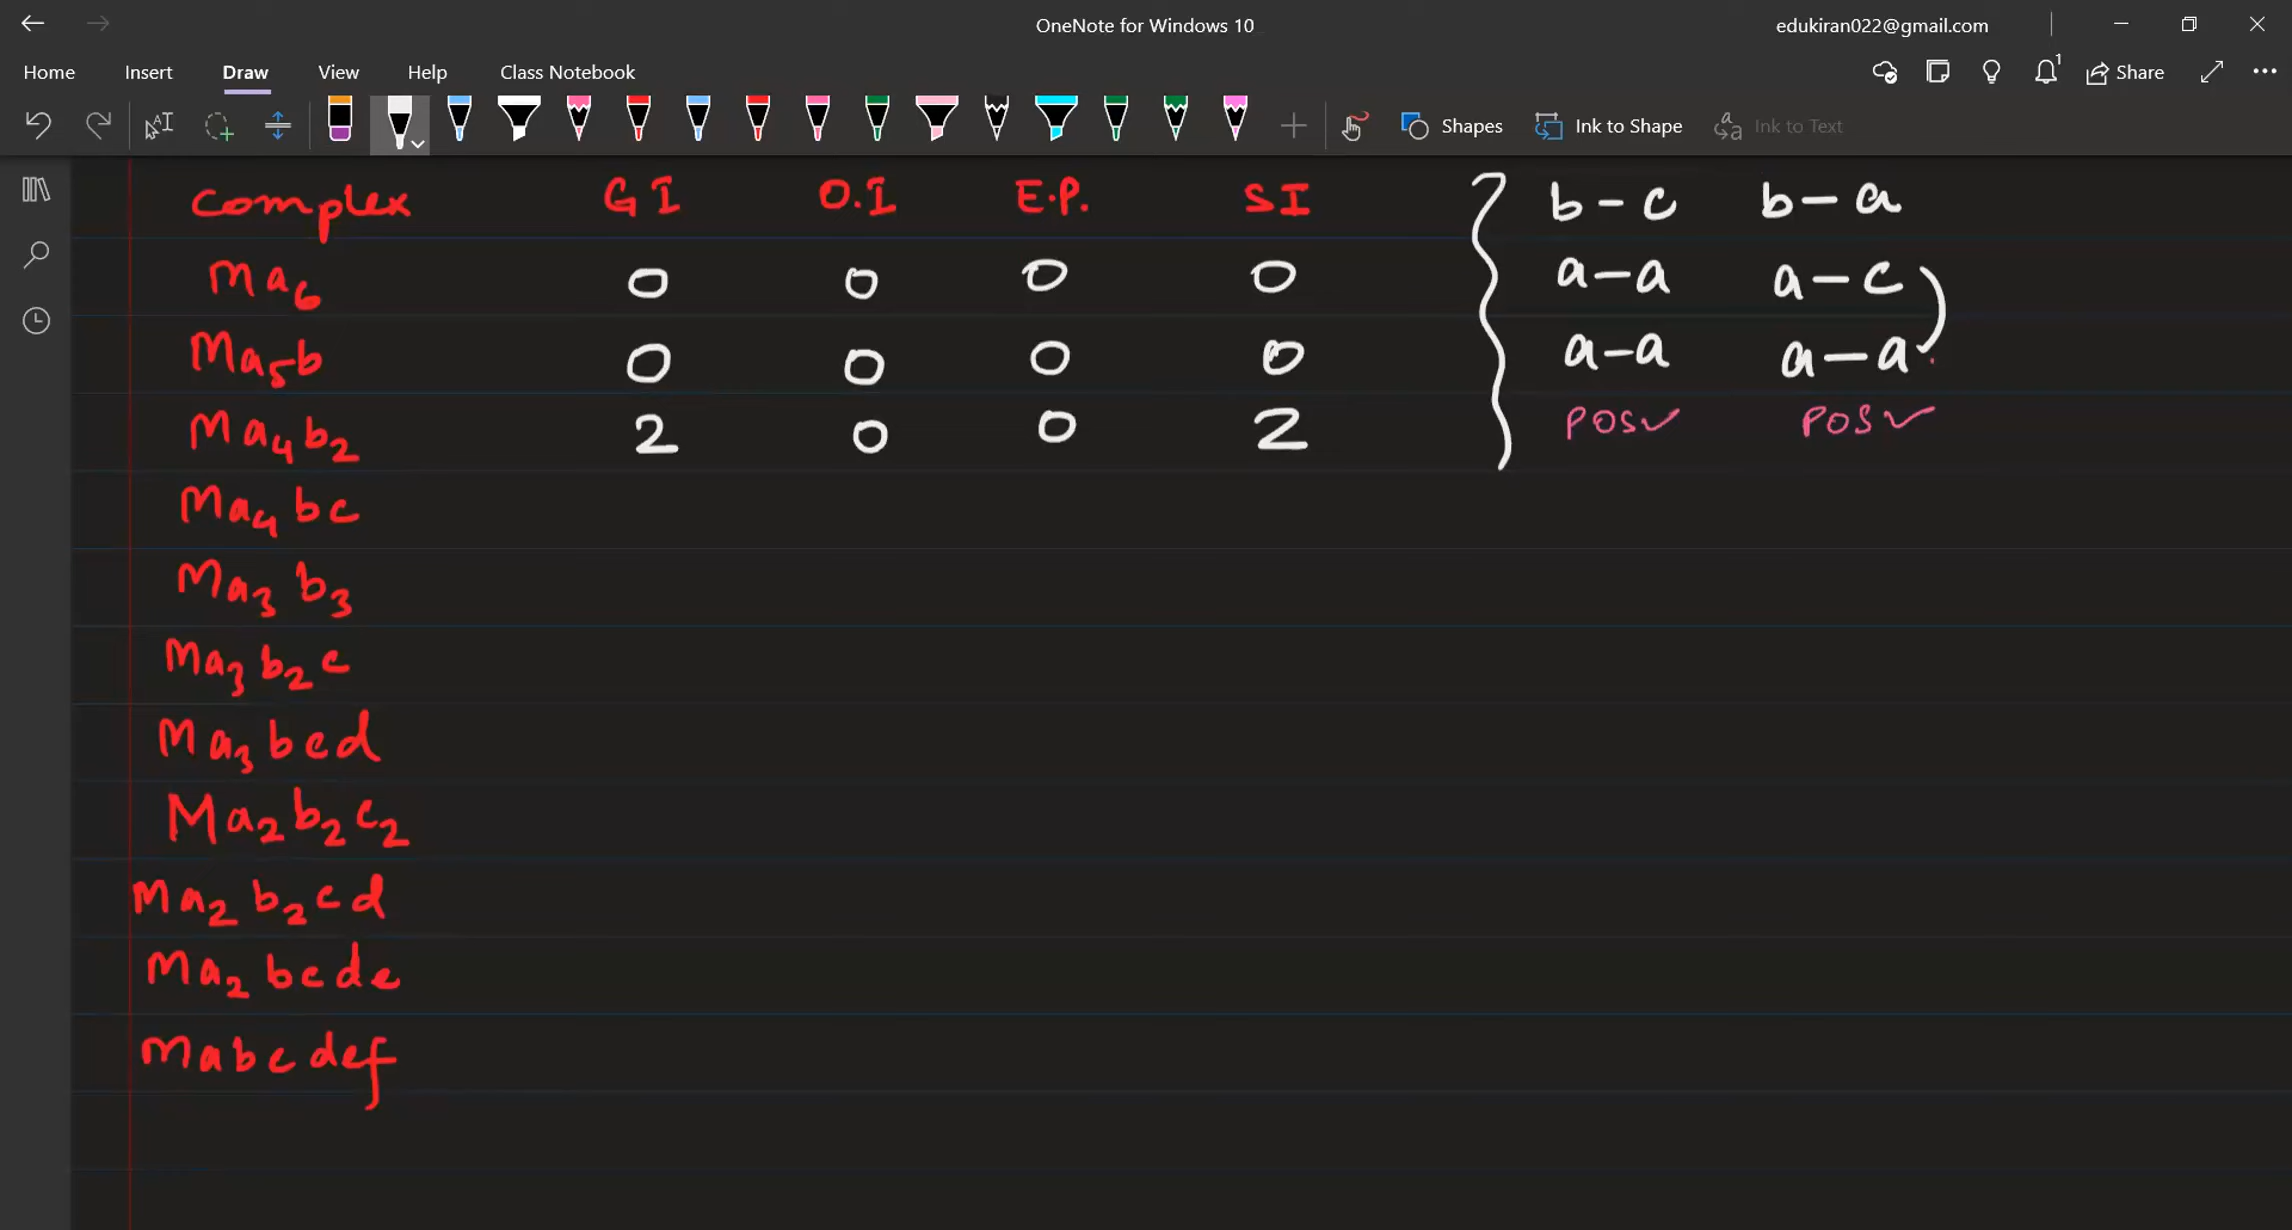 OneNote for Windows 10
edukiran022@gmail.com
Home Insert Draw View Help Class Notebook
1 Share
Shapes Ink to Shape Ink to Text
Complex GI O.I E.P. SI b-c b-a
Ma6 0 0 0 0 a-a a-c
Ma5b 0 0 0 0 a-a a-a
Ma4b2 2 0 0 2 POS✓ POS✓
Ma4bc
Ma3b3
Ma3b2c
Ma3bcd
Ma2b2c2
Ma2b2cd
Ma2bcde
Mabcdef